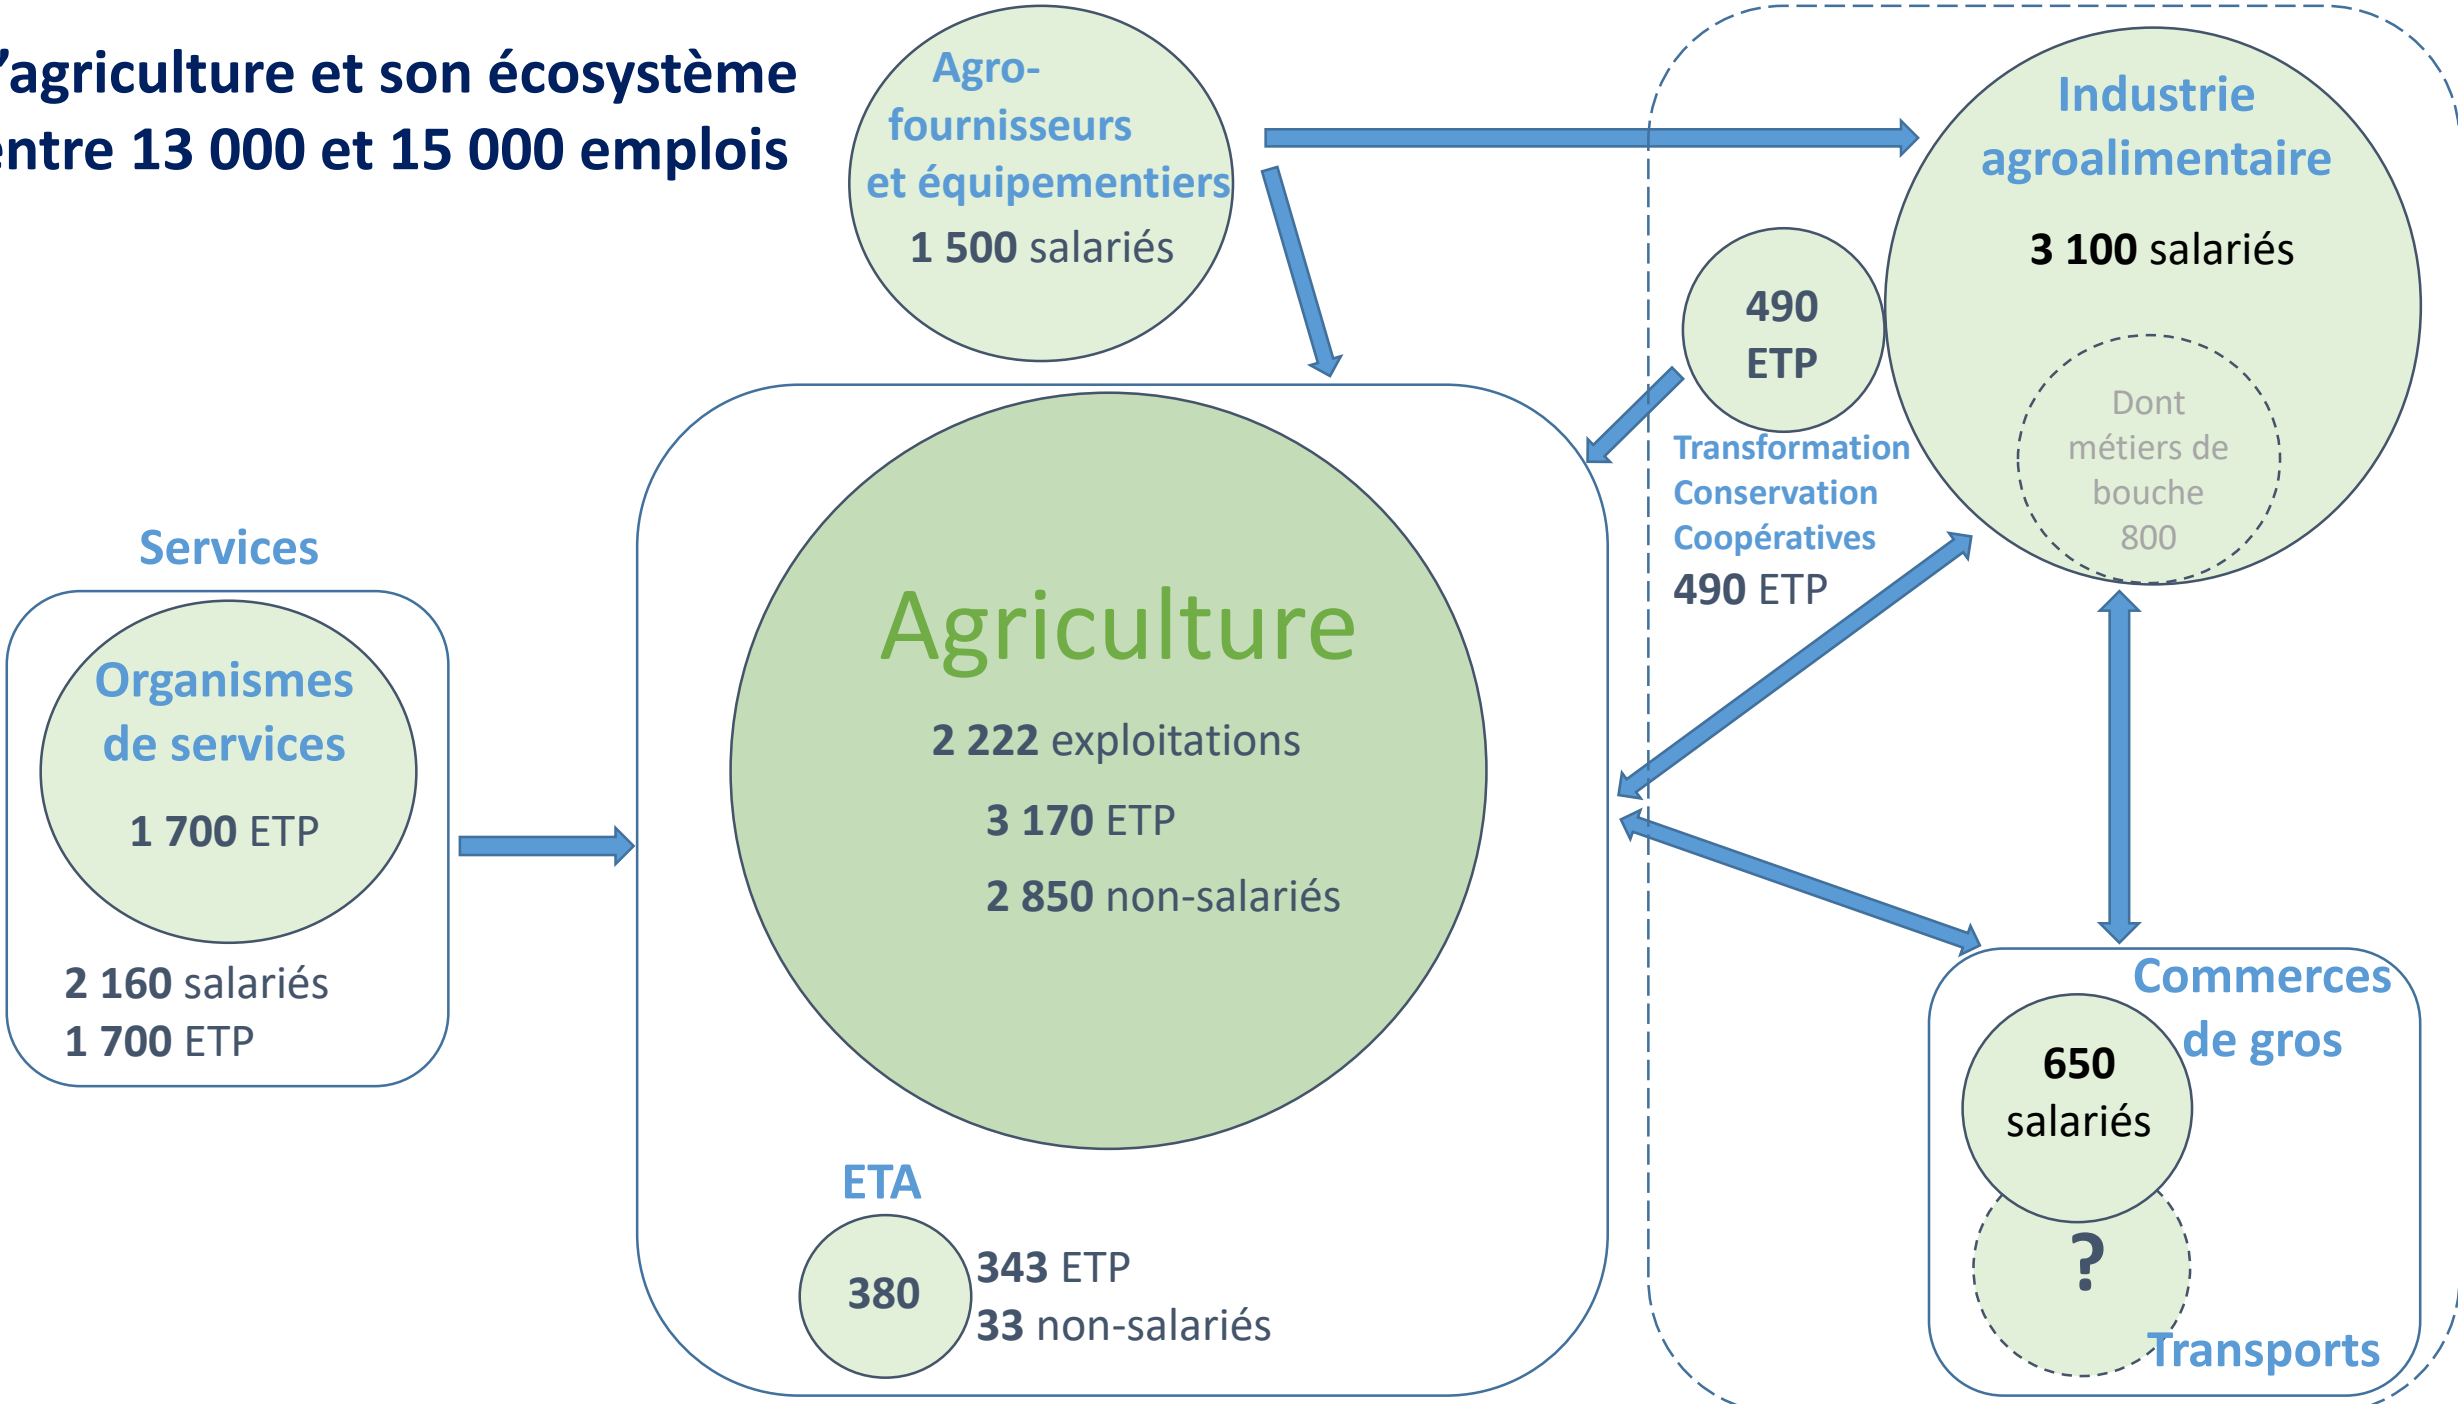 ’agriculture et son écosystème
entre 13 000 et 15 000 emplois
Agro-
fournisseurs
et équipementiers
1 500 salariés
Industrie
agroalimentaire
3 100 salariés
Dont
métiers de
bouche
800
490
ETP
Transformation
Conservation
Coopératives
490 ETP
Services
Organismes
de services
1 700 ETP
2 160 salariés
1 700 ETP
Agriculture
2 222 exploitations
3 170 ETP
2 850 non-salariés
ETA
380
343 ETP
33 non-salariés
Commerces
de gros
650
salariés
?
Transports